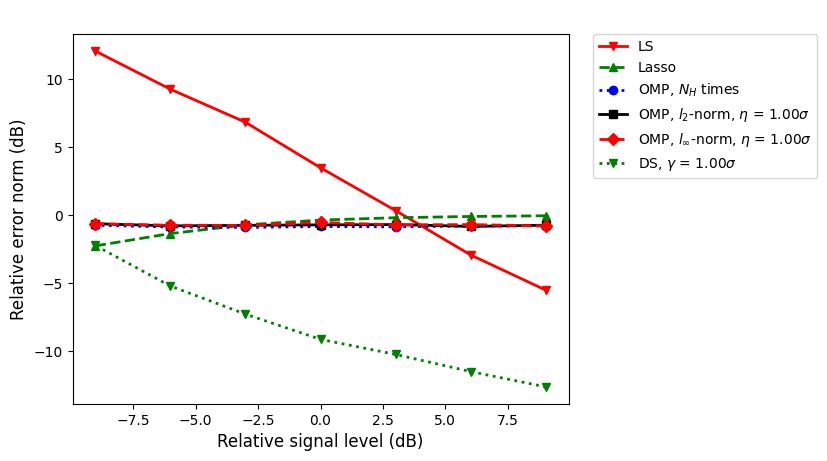 LS
Lasso
OMP, N_H times
OMP, l₂-norm, η = 1.00σ
OMP, l∞-norm, η = 1.00σ
DS, γ = 1.00σ
Relative error norm (dB)
10
5
0
−5
−10
−7.5 −5.0 −2.5 0.0 2.5 5.0 7.5
Relative signal level (dB)